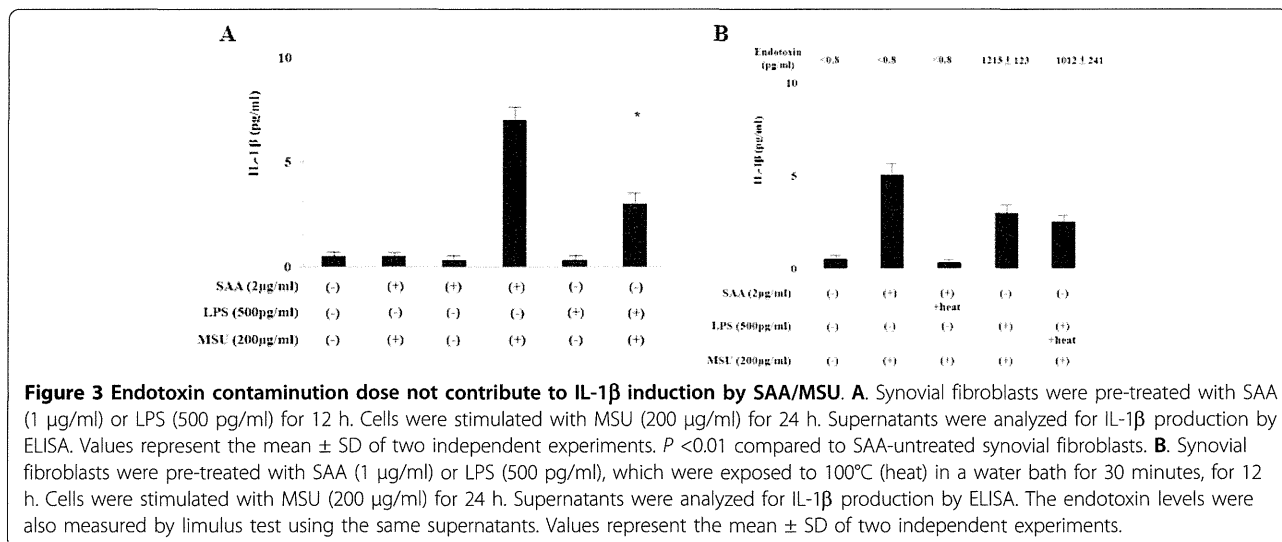 A
B
Endotoxin (pg/ml) <0.8 <0.8 <0.8 1215 ± 123 1012 ± 241
10
5
0
IL-1β (pg/ml)
*
10
5
0
IL-1β (pg/ml)
SAA (2μg/ml) (-) (+) (+) (+) (-) (-)
LPS (500pg/ml) (-) (-) (-) (-) (+) (+)
MSU (200μg/ml) (-) (+) (-) (+) (-) (+)
SAA (2μg/ml) (-) (+) (+) (-) (-)
+heat
LPS (500pg/ml) (-) (-) (-) (+) (+)
+heat
MSU (200μg/ml) (-) (+) (+) (+) (+)
Figure 3 Endotoxin contaminution dose not contribute to IL-1β induction by SAA/MSU. A. Synovial fibroblasts were pre-treated with SAA
(1 μg/ml) or LPS (500 pg/ml) for 12 h. Cells were stimulated with MSU (200 μg/ml) for 24 h. Supernatants were analyzed for IL-1β production by
ELISA. Values represent the mean ± SD of two independent experiments. P <0.01 compared to SAA-untreated synovial fibroblasts. B. Synovial
fibroblasts were pre-treated with SAA (1 μg/ml) or LPS (500 pg/ml), which were exposed to 100°C (heat) in a water bath for 30 minutes, for 12
h. Cells were stimulated with MSU (200 μg/ml) for 24 h. Supernatants were analyzed for IL-1β production by ELISA. The endotoxin levels were
also measured by limulus test using the same supernatants. Values represent the mean ± SD of two independent experiments.